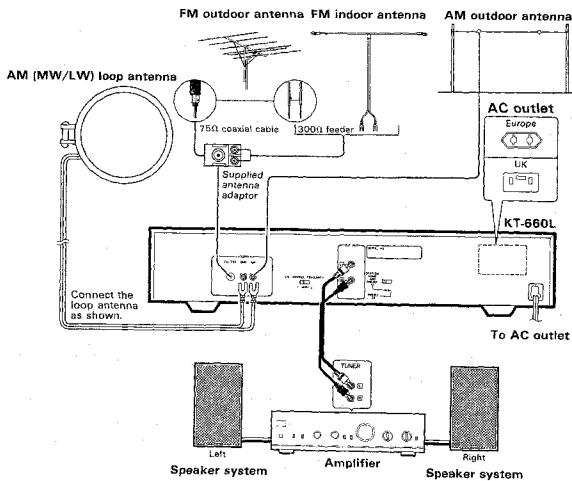 FM outdoor antenna
FM indoor antenna
AM outdoor antenna
AM (MW/LW) loop antenna
AC outlet
Europe
UK
75Ω coaxial cable
300Ω feeder
Supplied
antenna
adaptor
KT-660L
Connect the
loop antenna
as shown.
To AC outlet
TUNER
Left
Right
Speaker system
Amplifier
Speaker system